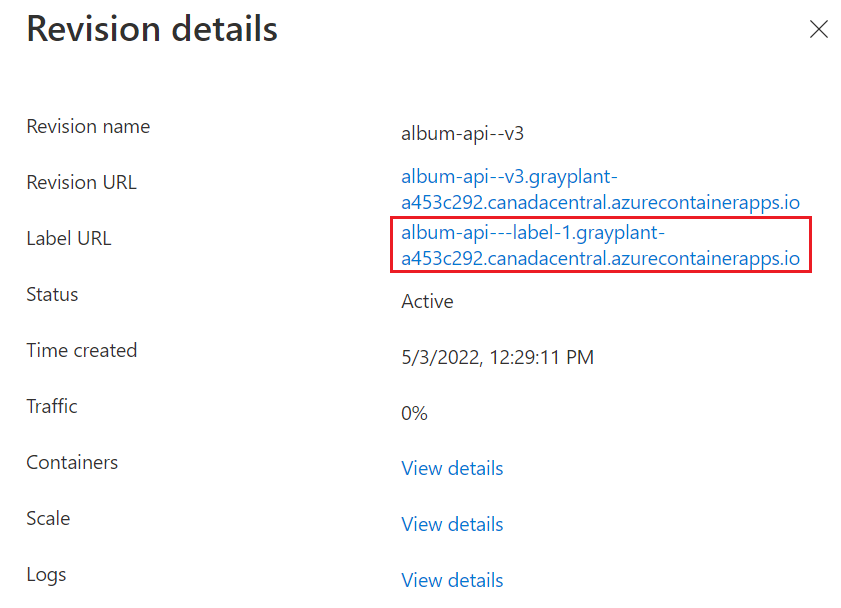 Revision details
Revision name
album-api--v3
Revision URL
album-api--v3.grayplant-
a453c292.canadacentral.azurecontainerapps.io
Label URL
album-api---label-1.grayplant-
a453c292.canadacentral.azurecontainerapps.io
Status
Active
Time created
5/3/2022, 12:29:11 PM
Traffic
0%
Containers
View details
Scale
View details
Logs
View details